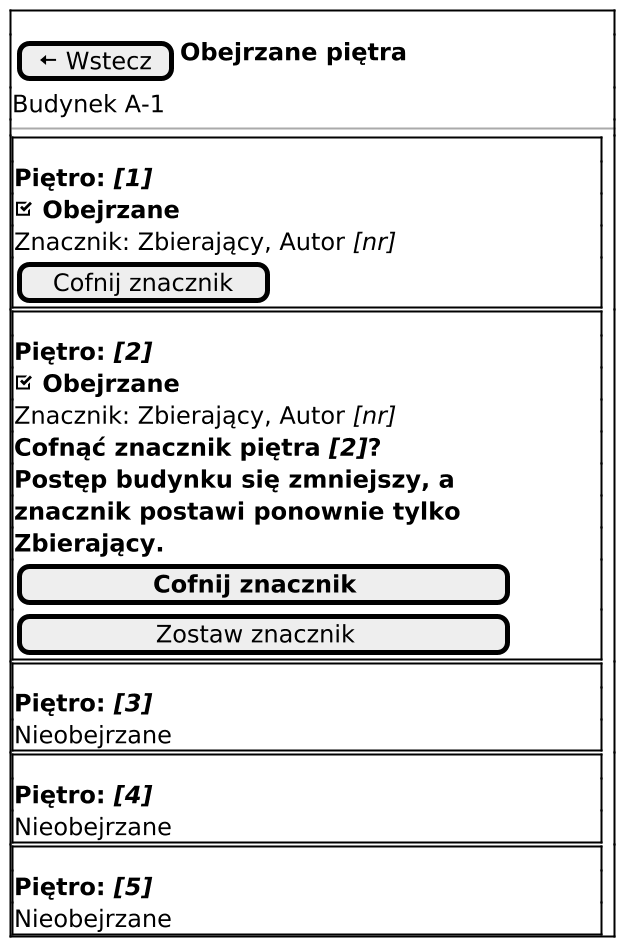 ← Wstecz Obejrzane piętra
Budynek A-1
Piętro: [1]
☑ Obejrzane
Znacznik: Zbierający, Autor [nr]
Cofnij znacznik
Piętro: [2]
☑ Obejrzane
Znacznik: Zbierający, Autor [nr]
Cofnąć znacznik piętra [2]?
Postęp budynku się zmniejszy, a
znacznik postawi ponownie tylko
Zbierający.
Cofnij znacznik
Zostaw znacznik
Piętro: [3]
Nieobejrzane
Piętro: [4]
Nieobejrzane
Piętro: [5]
Nieobejrzane